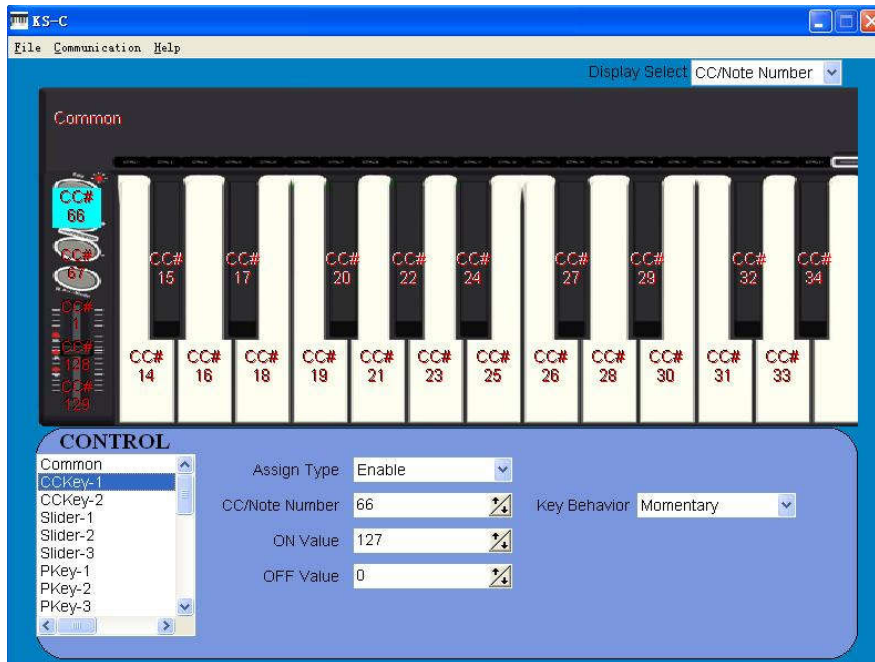 KS-C
File Communication Help
Display Select CC/Note Number
Common
CC#
66
CC#
67
CC#
1
CC#
128
CC#
129
CC# CC# CC# CC# CC# CC# CC# CC# CC#
15 17 20 22 24 27 29 32 34
CC# CC# CC# CC# CC# CC# CC# CC# CC# CC# CC# CC#
14 16 18 19 21 23 25 26 28 30 31 33
CONTROL
Common
CCKey-1
CCKey-2
Slider-1
Slider-2
Slider-3
PKey-1
PKey-2
PKey-3
Assign Type Enable
CC/Note Number 66 Key Behavior Momentary
ON Value 127
OFF Value 0